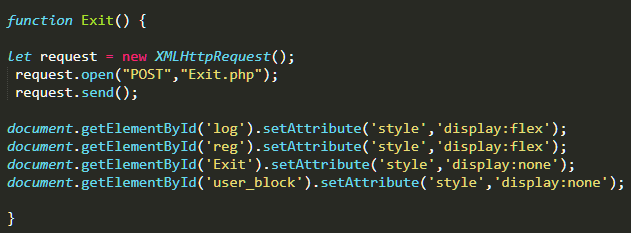 function Exit() {
let request = new XMLHttpRequest();
request.open("POST","Exit.php");
request.send();
document.getElementById('log').setAttribute('style','display:flex');
document.getElementById('reg').setAttribute('style','display:flex');
document.getElementById('Exit').setAttribute('style','display:none');
document.getElementById('user_block').setAttribute('style','display:none');
}